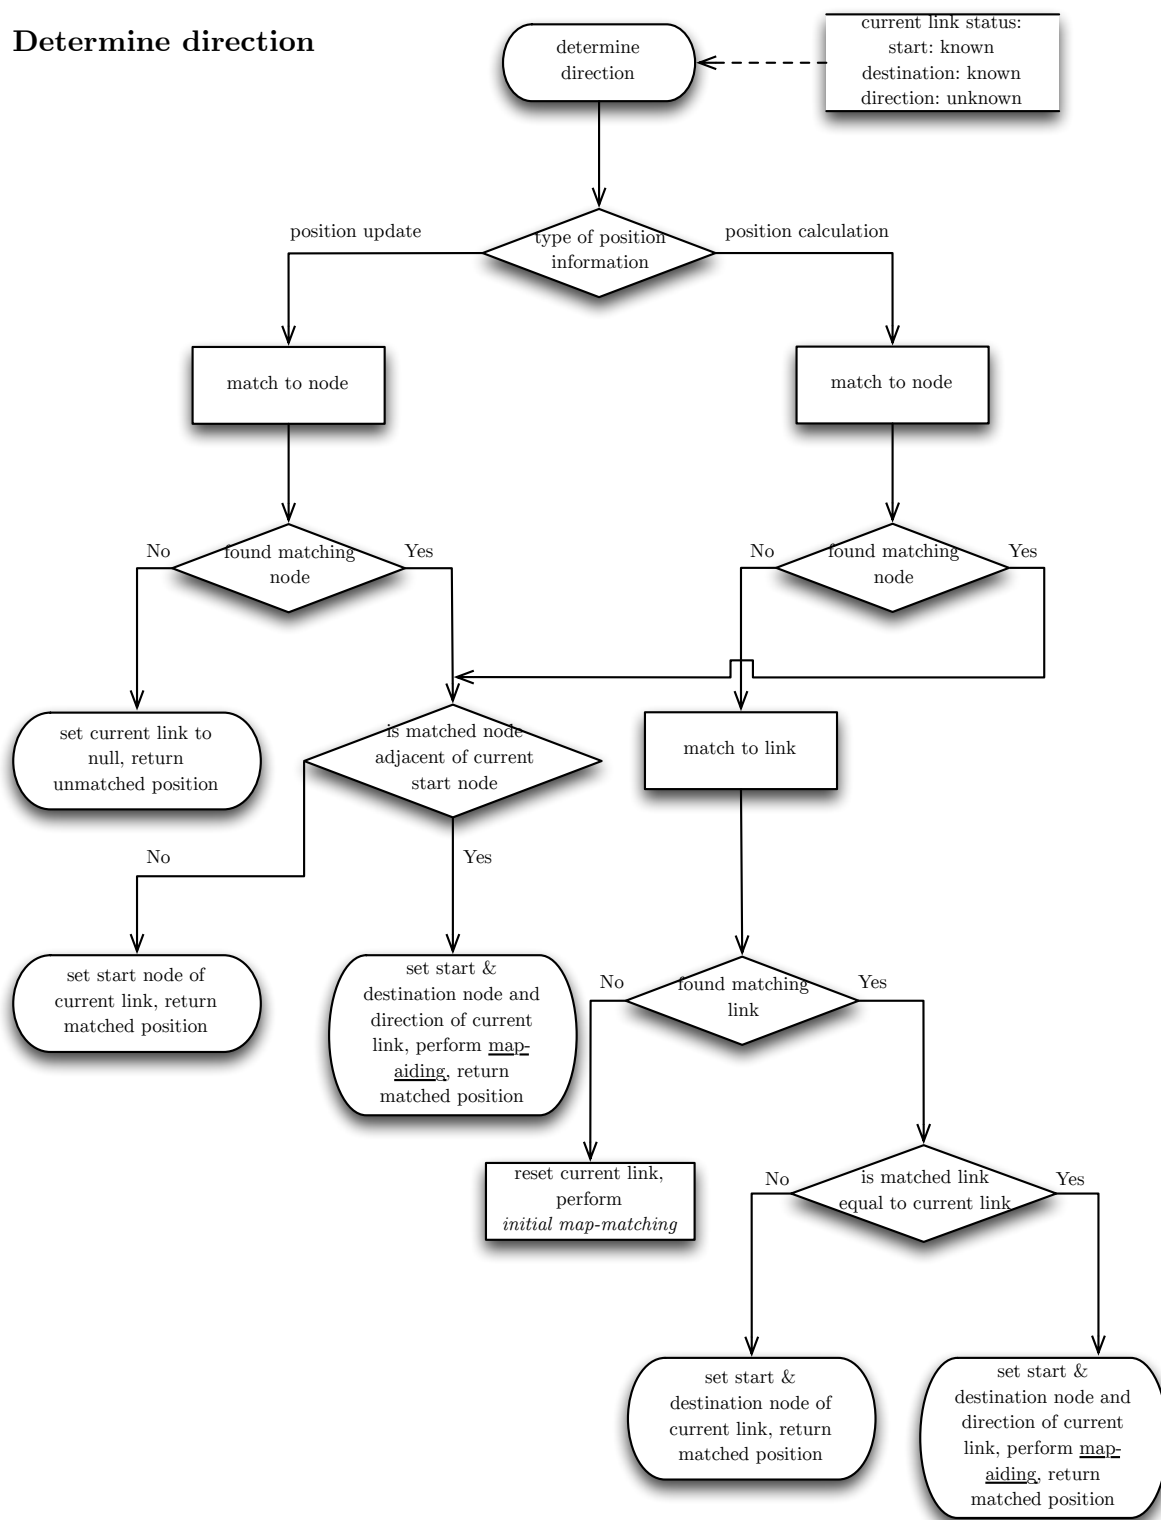 Determine direction
determine
direction
current link status:
start: known
destination: known
direction: unknown
position update
type of position
information
position calculation
match to node
match to node
No
found matching
node
Yes
No
found matching
node
Yes
set current link to
null, return
unmatched position
is matched node
adjacent of current
start node
match to link
No
Yes
set start node of
current link, return
matched position
set start &
destination node and
direction of current
link, perform map-
aiding, return
matched position
No
found matching
link
Yes
reset current link,
perform
initial map-matching
No
is matched link
equal to current link
Yes
set start &
destination node of
current link, return
matched position
set start &
destination node and
direction of current
link, perform map-
aiding, return
matched position